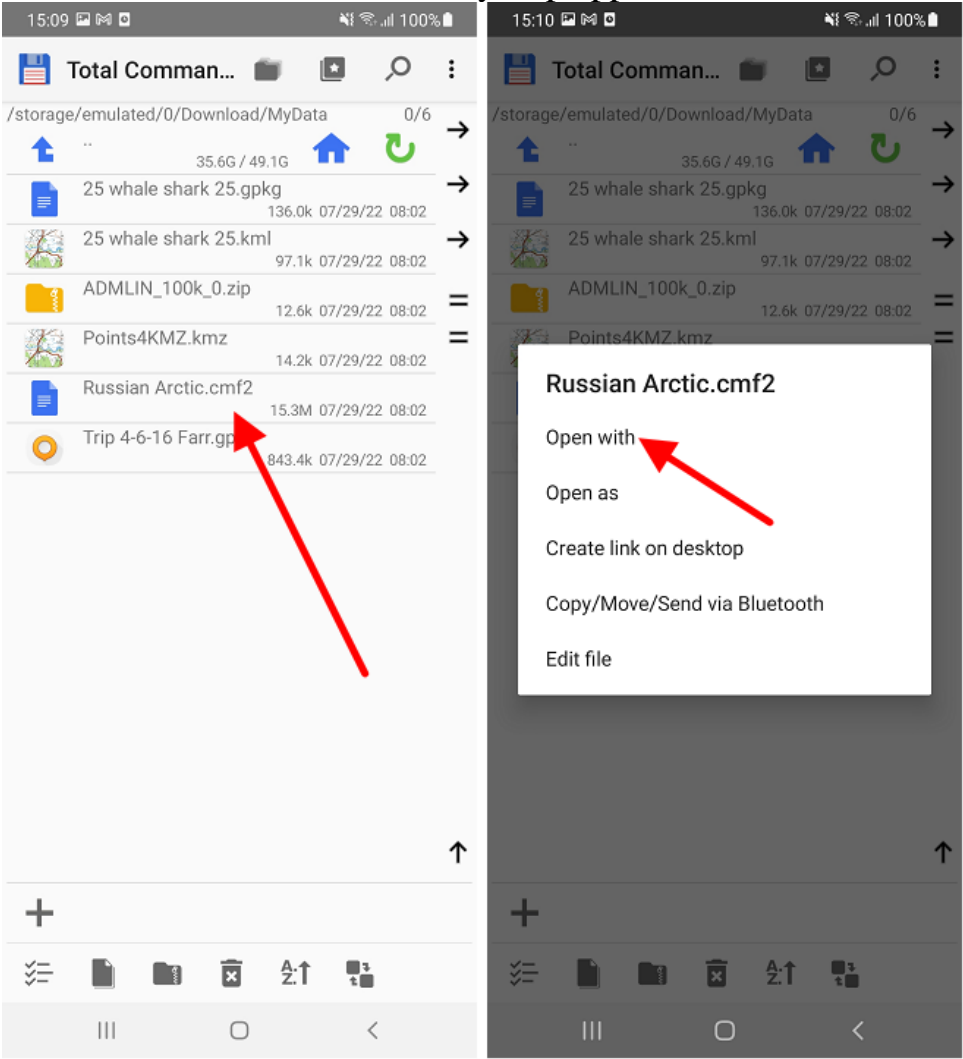 15:09 100%
Total Comman...
/storage/emulated/0/Download/MyData 0/6
..
35.6G / 49.1G
25 whale shark 25.gpkg
136.0k 07/29/22 08:02
25 whale shark 25.kml
97.1k 07/29/22 08:02
ADMLIN_100k_0.zip
12.6k 07/29/22 08:02
Points4KMZ.kmz
14.2k 07/29/22 08:02
Russian Arctic.cmf2
15.3M 07/29/22 08:02
Trip 4-6-16 Farr.gp
843.4k 07/29/22 08:02
A
Z
15:10 100%
Total Comman...
/storage/emulated/0/Download/MyData 0/6
..
35.6G / 49.1G
25 whale shark 25.gpkg
136.0k 07/29/22 08:02
25 whale shark 25.kml
97.1k 07/29/22 08:02
ADMLIN_100k_0.zip
12.6k 07/29/22 08:02
Points4KMZ.kmz
Russian Arctic.cmf2
Open with
Open as
Create link on desktop
Copy/Move/Send via Bluetooth
Edit file
A
Z